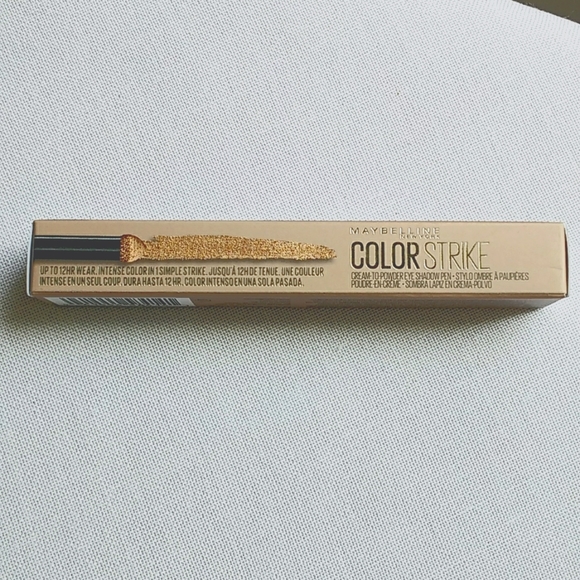 UP TO 12HR WEAR. INTENSE COLOR IN 1 SIMPLE STRIKE. JUSQU'À 12H DE TENUE. UNE COULEUR
INTENSE EN UN SEUL COUP. DURA HASTA 12 HR. COLOR INTENSO EN UNA SOLA PASADA.
MAYBELLINE
NEW YORK
COLOR STRIKE
CREAM-TO POWDER EYE SHADOW PEN • STYLO OMBRE À PAUPIÈRES
POUDRE-EN-CRÈME • SOMBRA LAPIZ EN CREMA-POLVO